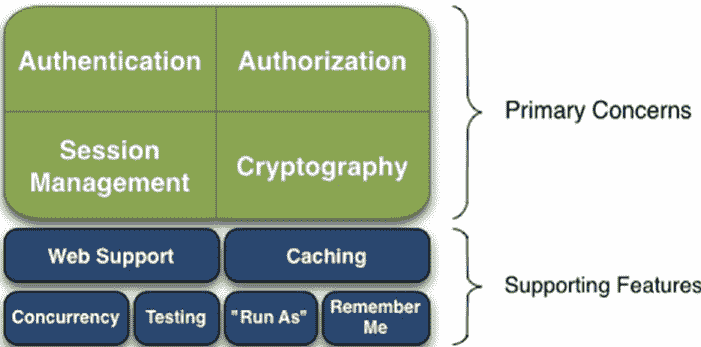 Authentication
Authorization
Session
Management
Cryptography
Primary Concerns
Web Support
Caching
Concurrency
Testing
"Run As"
Remember
Me
Supporting Features